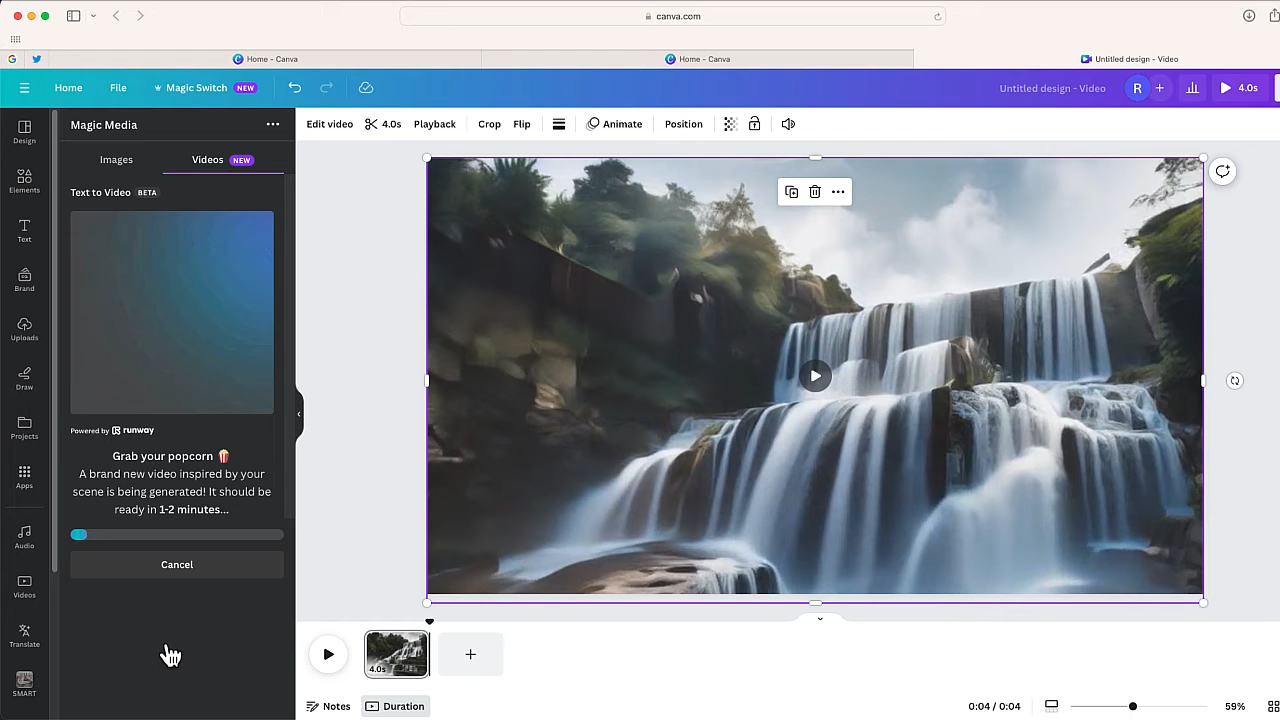 canva.com
Home - Canva
Home - Canva
Untitled design - Video
Home
File
Magic Switch NEW
Untitled design - Video
R
4.0s
Design
Elements
Text
Brand
Uploads
Draw
Projects
Apps
Audio
Videos
Translate
SMART
Magic Media
Images
Videos NEW
Text to Video BETA
Powered by runway
Grab your popcorn 🍿
A brand new video inspired by your
scene is being generated! It should be
ready in 1-2 minutes...
Cancel
Edit video
4.0s
Playback
Crop
Flip
Animate
Position
4.0s
Notes
Duration
0:04 / 0:04
59%